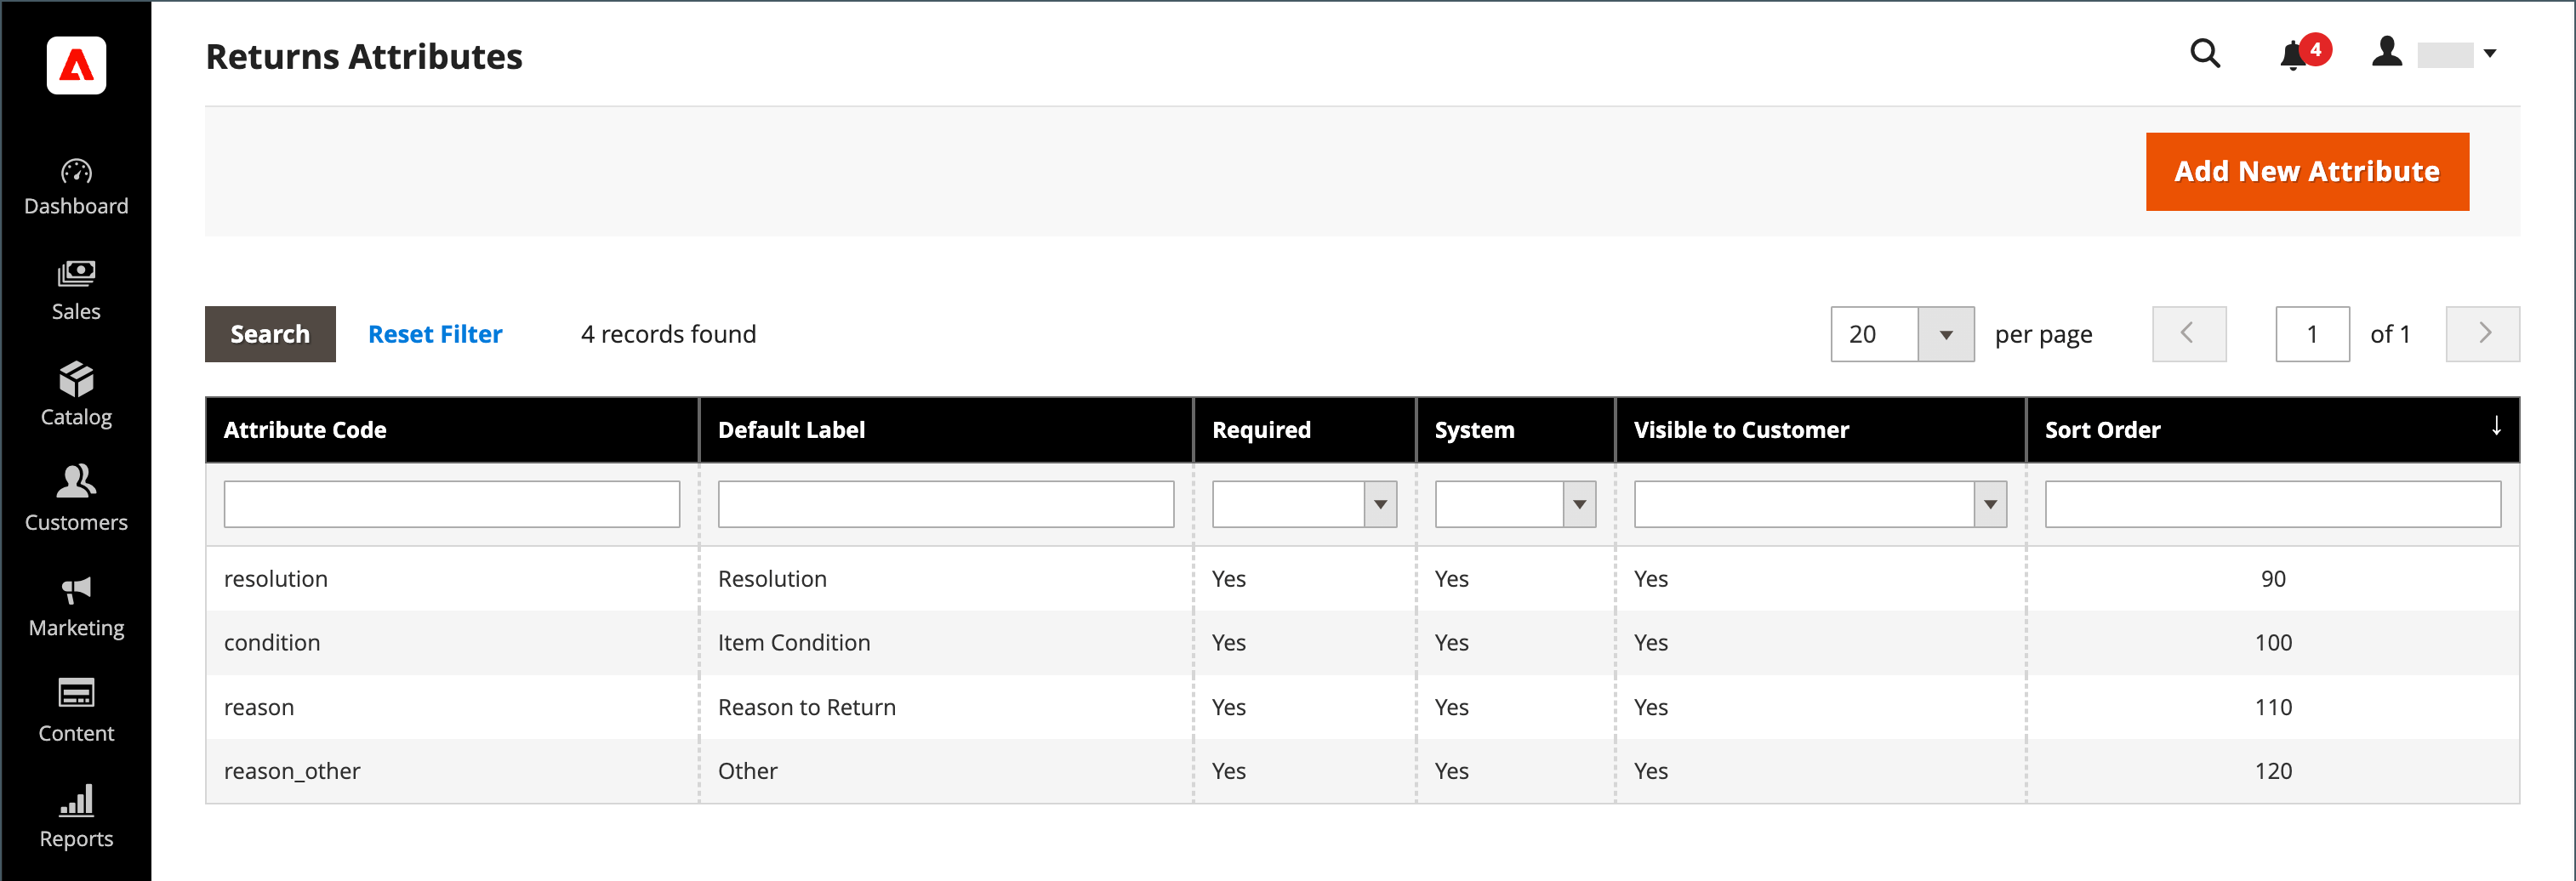 Returns Attributes
4
Dashboard
Sales
Catalog
Customers
Marketing
Content
Reports
Add New Attribute
Search Reset Filter 4 records found 20 per page 1 of 1
Attribute Code Default Label Required System Visible to Customer Sort Order ↓
resolution Resolution Yes Yes Yes 90
condition Item Condition Yes Yes Yes 100
reason Reason to Return Yes Yes Yes 110
reason_other Other Yes Yes Yes 120